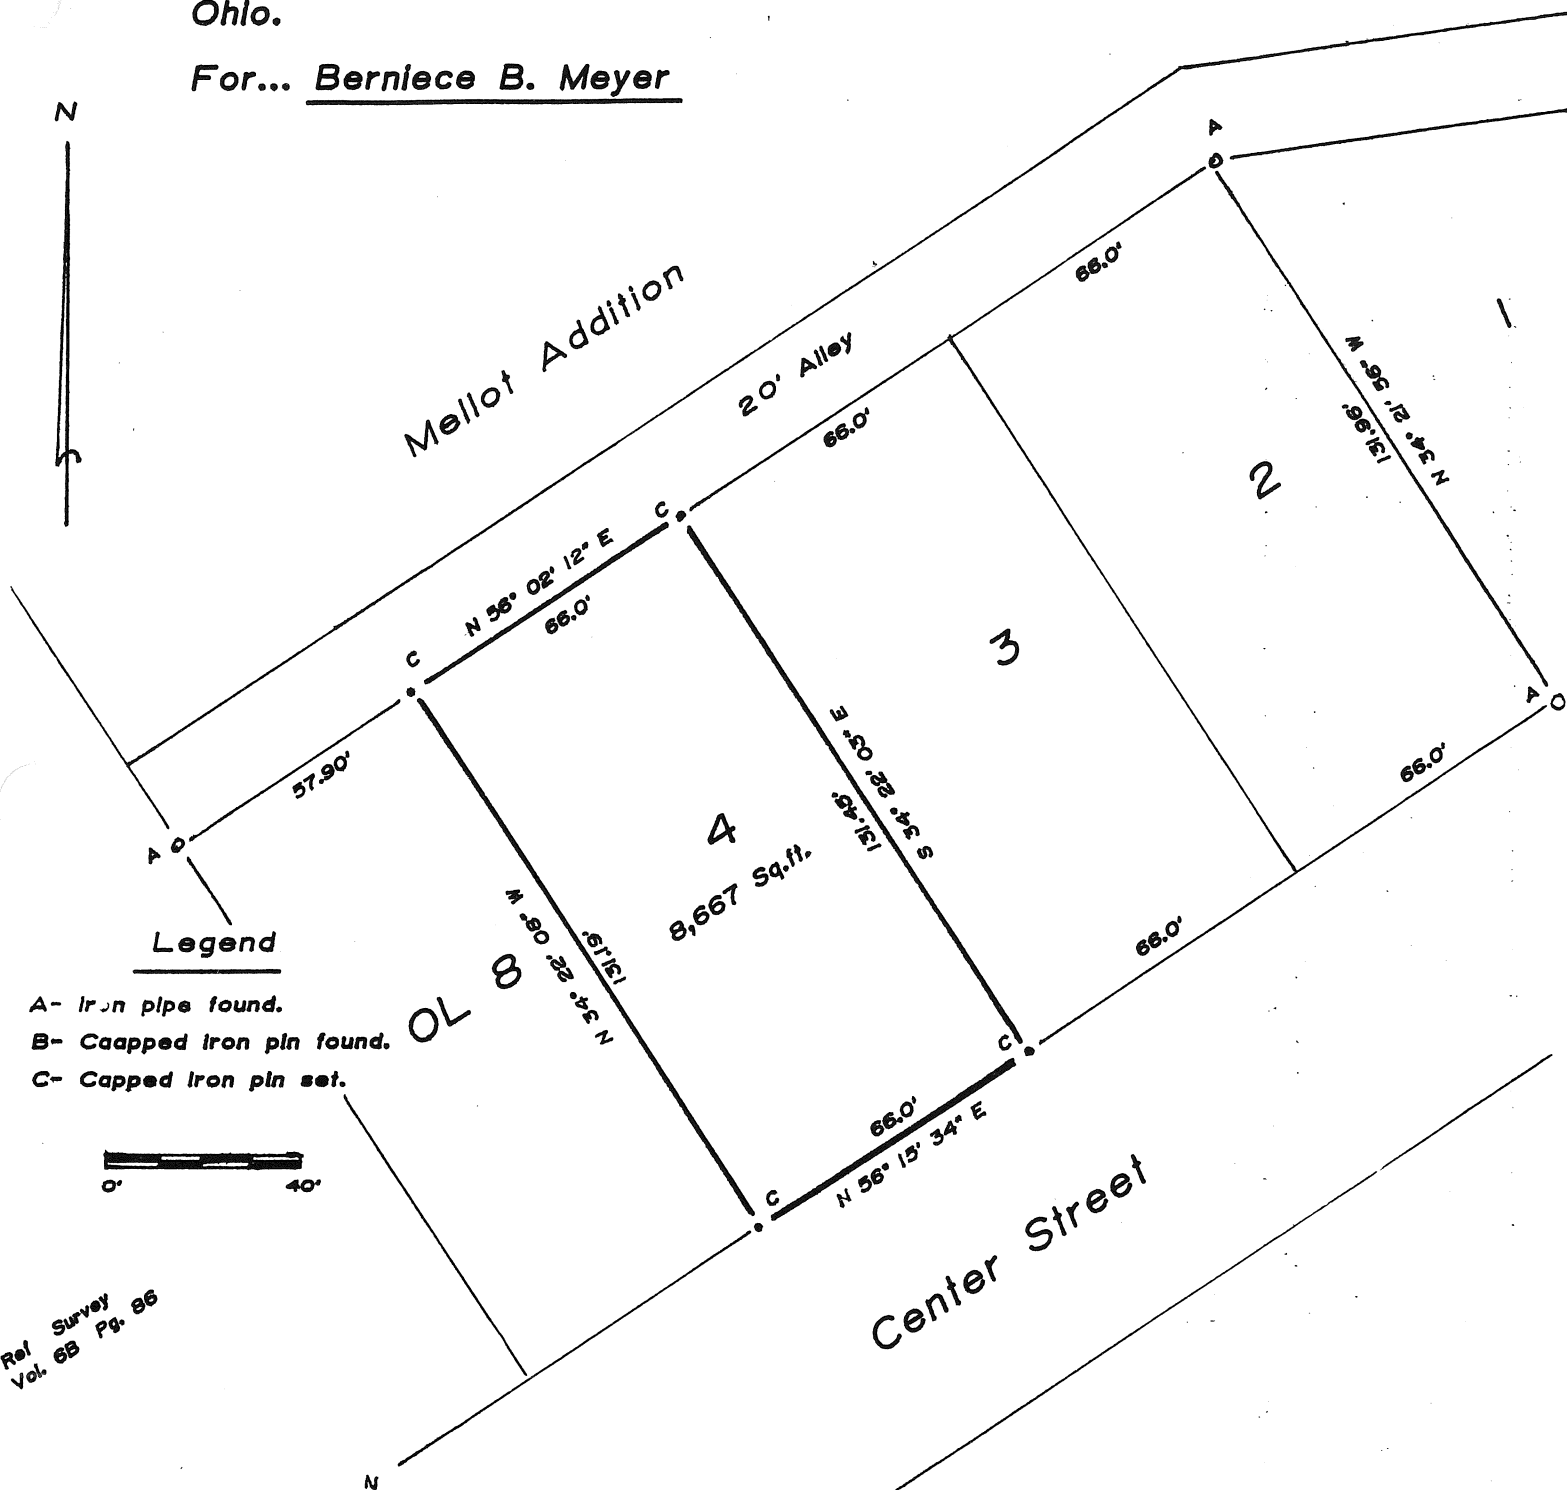 Ohio.
For... Berniece B. Meyer
N
A
66.0'
Mellot Addition
20' Alley
1
N 34° 21' 56" W
131.96'
66.0'
2
C
N 56° 02' 12" E
66.0'
3
C
A
S 34° 22' 03" E
131.45'
66.0'
57.90'
4
8,667 Sq.ft.
A
N 34° 22' 08" W
131.19'
66.0'
Legend
OL 8
A- Iron pipe found.
B- Caapped iron pin found.
C- Capped iron pin set.
C
66.0'
N 56° 15' 34" E
C
0' 40'
Center Street
Ref Survey
Vol. 6B Pg. 86
N